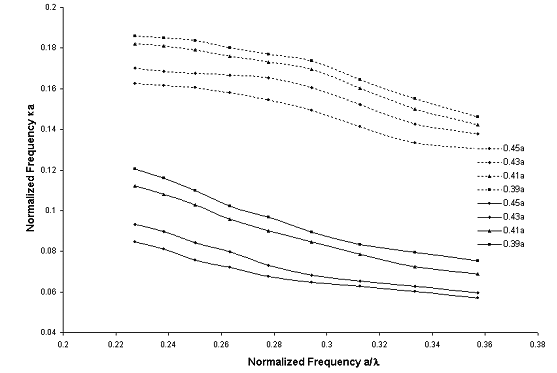 0.2
0.18
0.16
0.14
0.12
0.1
0.08
0.06
0.04
Normalized Frequency κa
0.2
0.22
0.24
0.26
0.28
0.3
0.32
0.34
0.36
0.38
Normalized Frequency a/λ
0.45a
0.43a
0.41a
0.39a
0.45a
0.43a
0.41a
0.39a